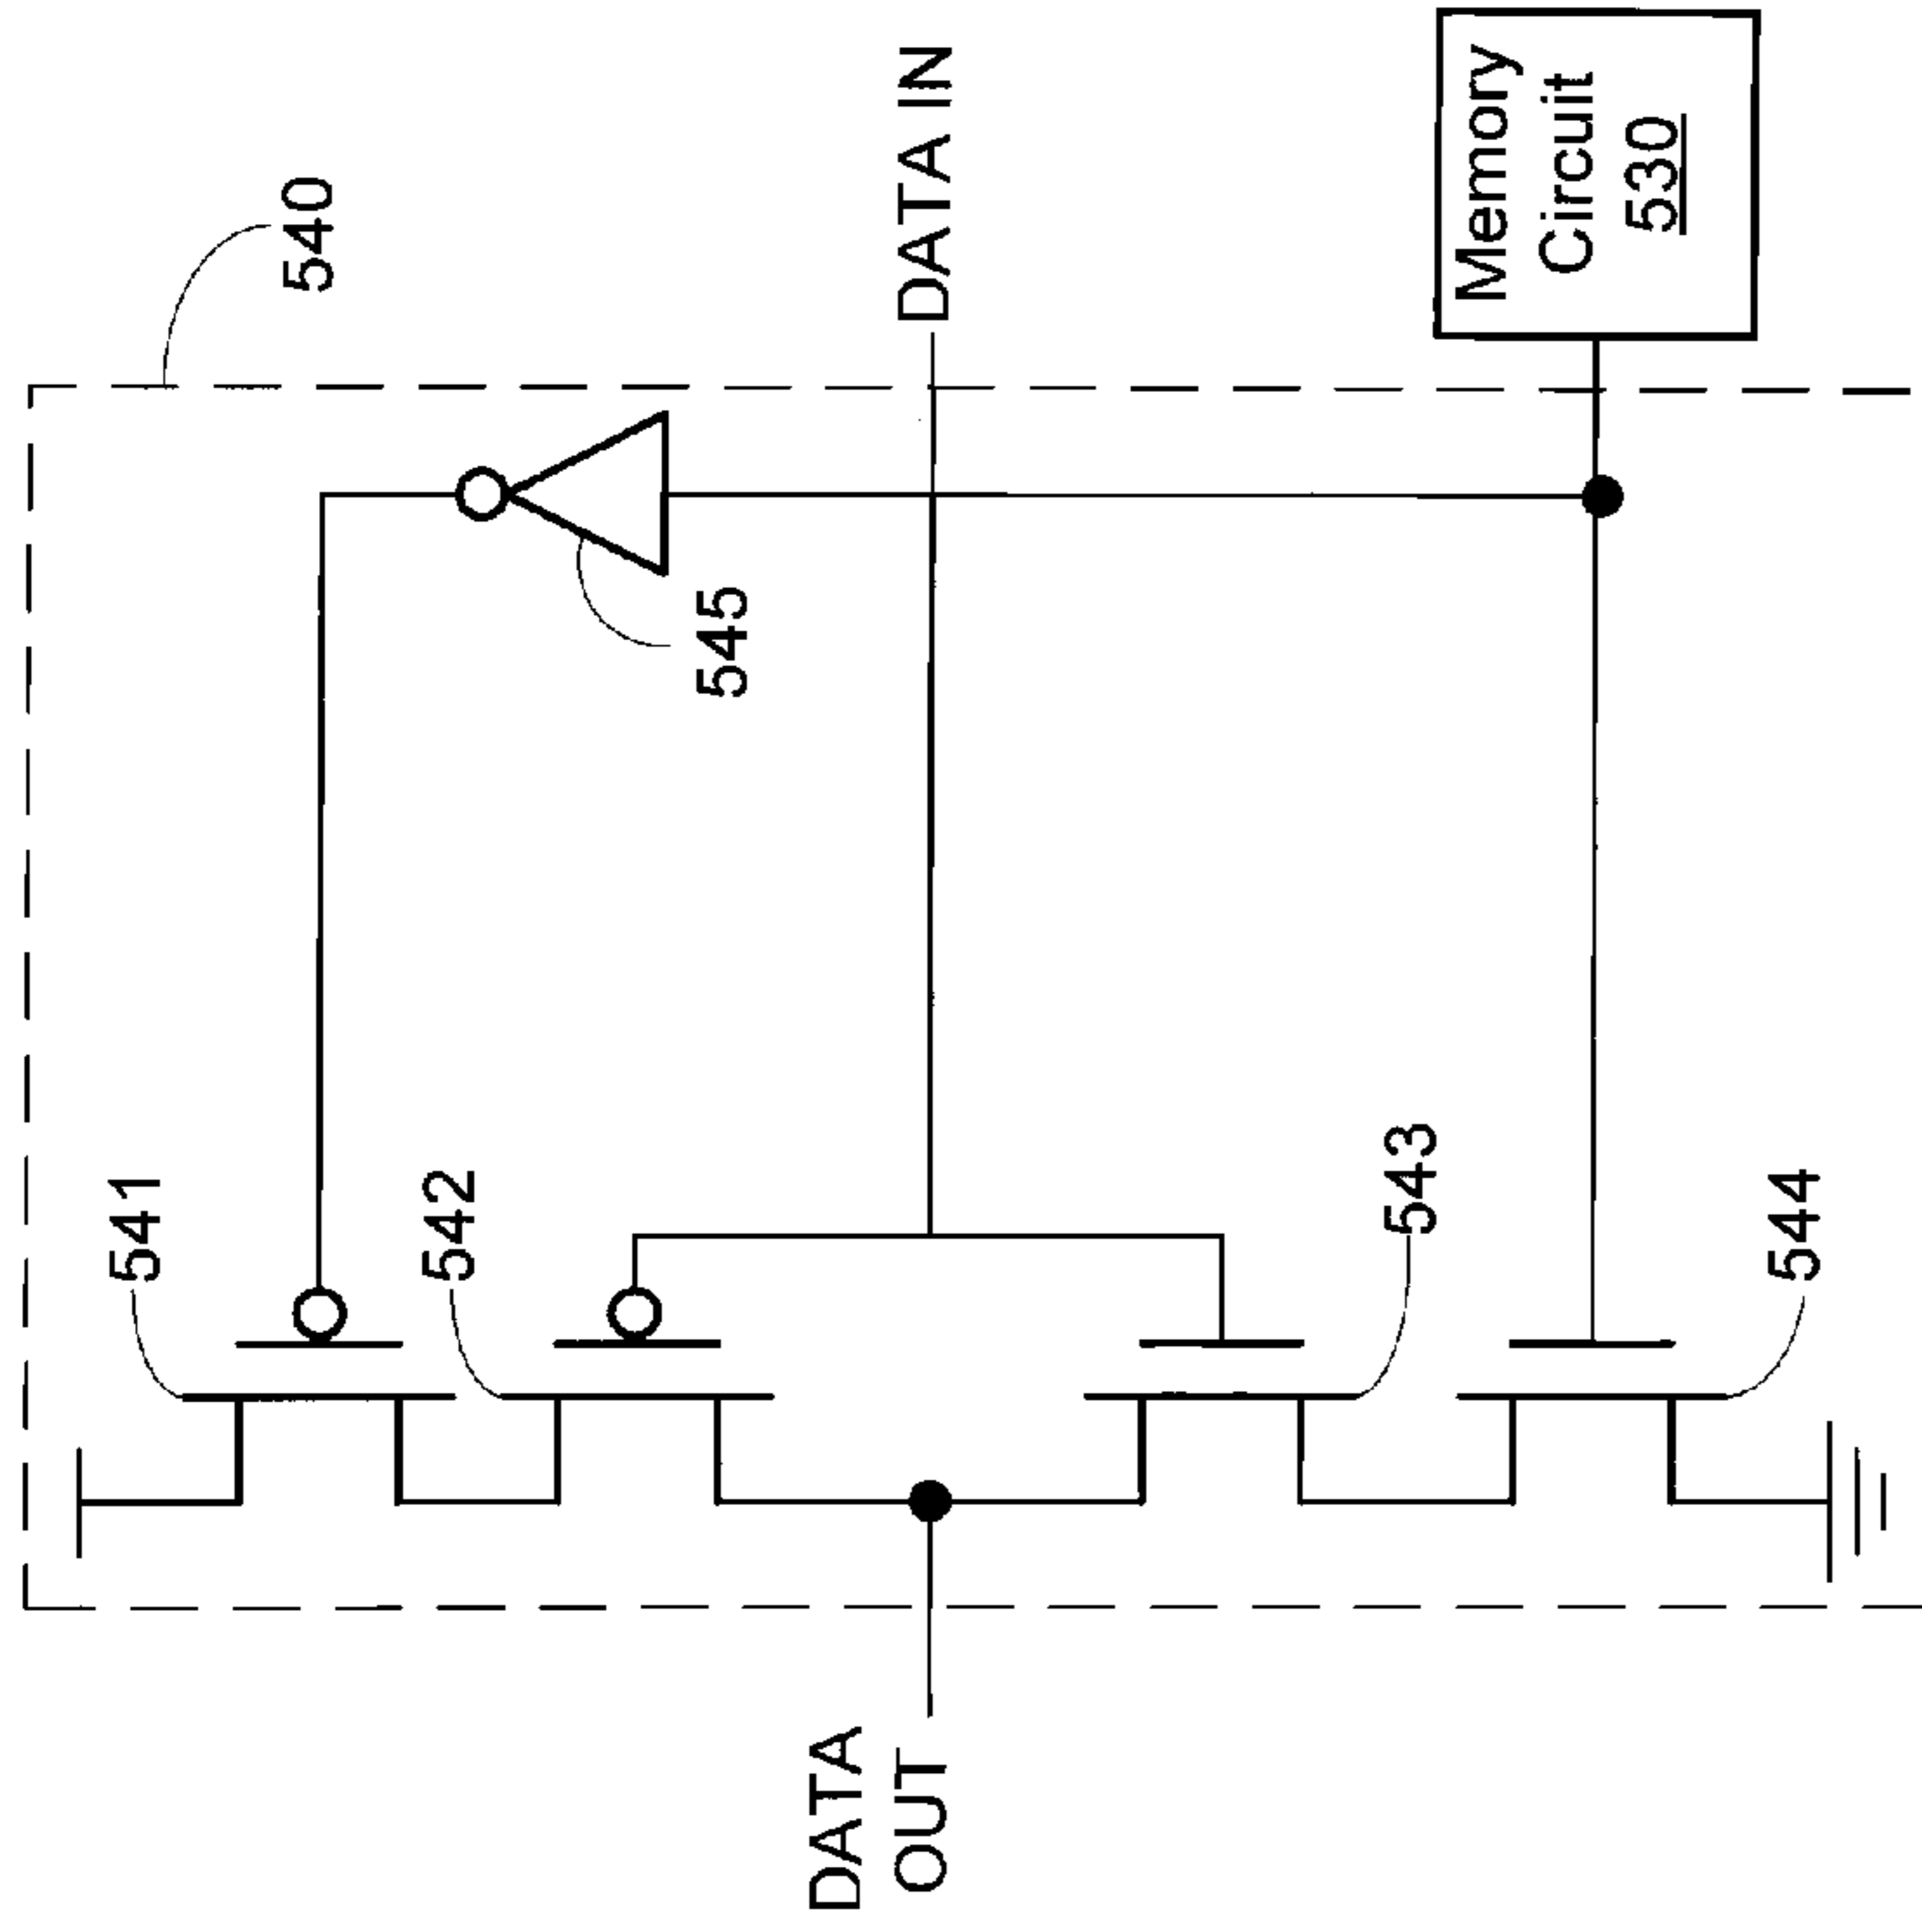 540
DATA IN
Memory
Circuit
530
545
541
542
543
544
DATA
OUT